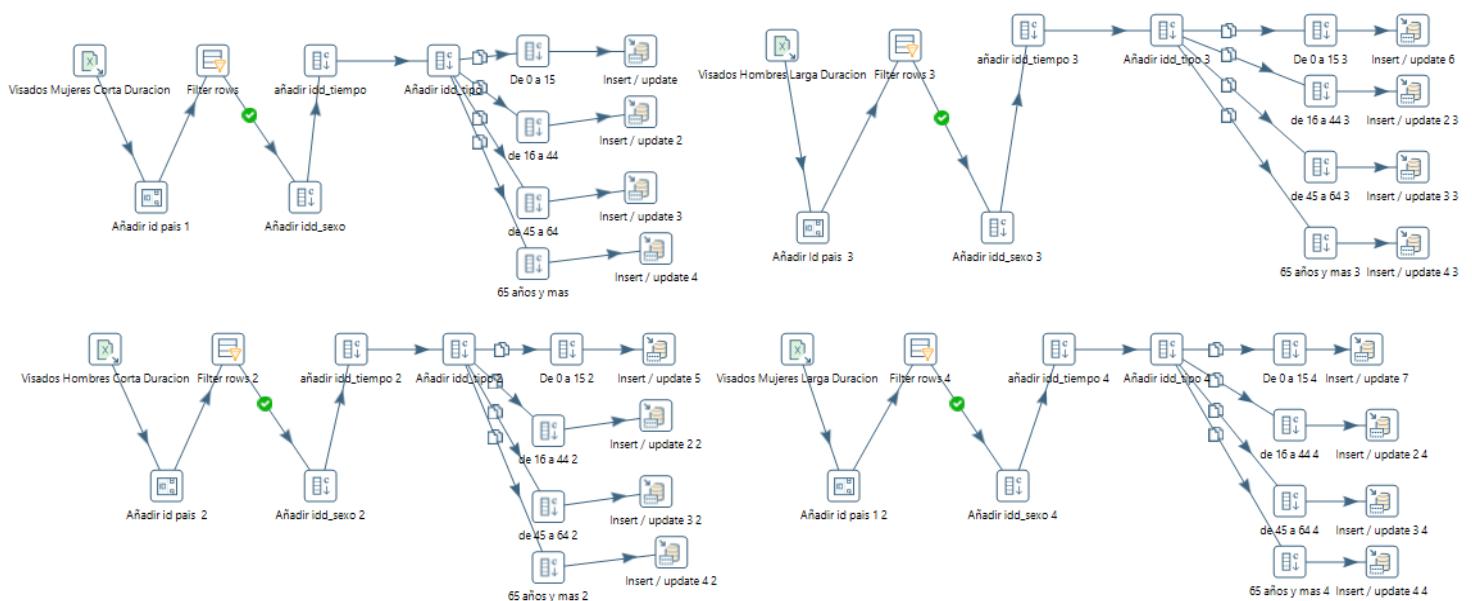 Visados Mujeres Corta Duracion
Filter rows
añadir idd_tiempo
Añadir idd_tipo
De 0 a 15
Insert / update
de 16 a 44
Insert / update 2
Añadir id pais 1
Añadir idd_sexo
de 45 a 64
Insert / update 3
65 años y mas
Insert / update 4
Visados Hombres Larga Duracion
Filter rows 3
añadir idd_tiempo 3
Añadir idd_tipo 3
De 0 a 15 3
Insert / update 6
de 16 a 44 3
Insert / update 2 3
de 45 a 64 3
Insert / update 3 3
Añadir Id pais 3
Añadir idd_sexo 3
65 años y mas 3
Insert / update 4 3
Visados Hombres Corta Duracion
Filter rows 2
añadir idd_tiempo 2
Añadir idd_tipo 2
De 0 a 15 2
Insert / update 5
de 16 a 44 2
Insert / update 2 2
Añadir id pais 2
Añadir idd_sexo 2
de 45 a 64 2
Insert / update 3 2
65 años y mas 2
Insert / update 4 2
Visados Mujeres Larga Duracion
Filter rows 4
añadir idd_tiempo 4
Añadir idd_tipo 4
De 0 a 15 4
Insert / update 7
de 16 a 44 4
Insert / update 2 4
Añadir id pais 1 2
Añadir idd_sexo 4
de 45 a 64 4
Insert / update 3 4
65 años y mas 4
Insert / update 4 4